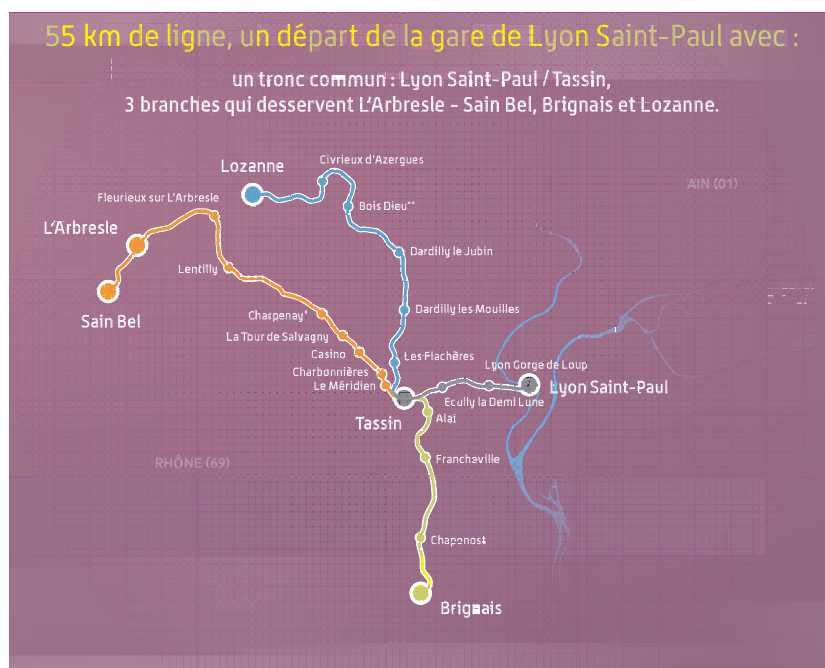 55 km de ligne, un départ de la gare de Lyon Saint-Paul avec :
un tronc commun : Lyon Saint-Paul / Tassin,
3 branches qui desservent L'Arbresle - Sain Bel, Brignais et Lozanne.
Lozanne
Civrieux d'Azergues
AIN (01)
Fleurieux sur L'Arbresle
Bois Dieu**
L'Arbresle
Dardilly le Jubin
Lentilly
Sain Bel
Charpenay*
Dardilly les Mouilles
La Tour de Salvagny
Casino
Les Flachères
Charbonnières
Lyon Gorge de Loup
Le Méridien
Lyon Saint-Paul
Ecully la Demi Lune
Tassin
Alaï
Francheville
RHÔNE (69)
Chaponost
Brignais